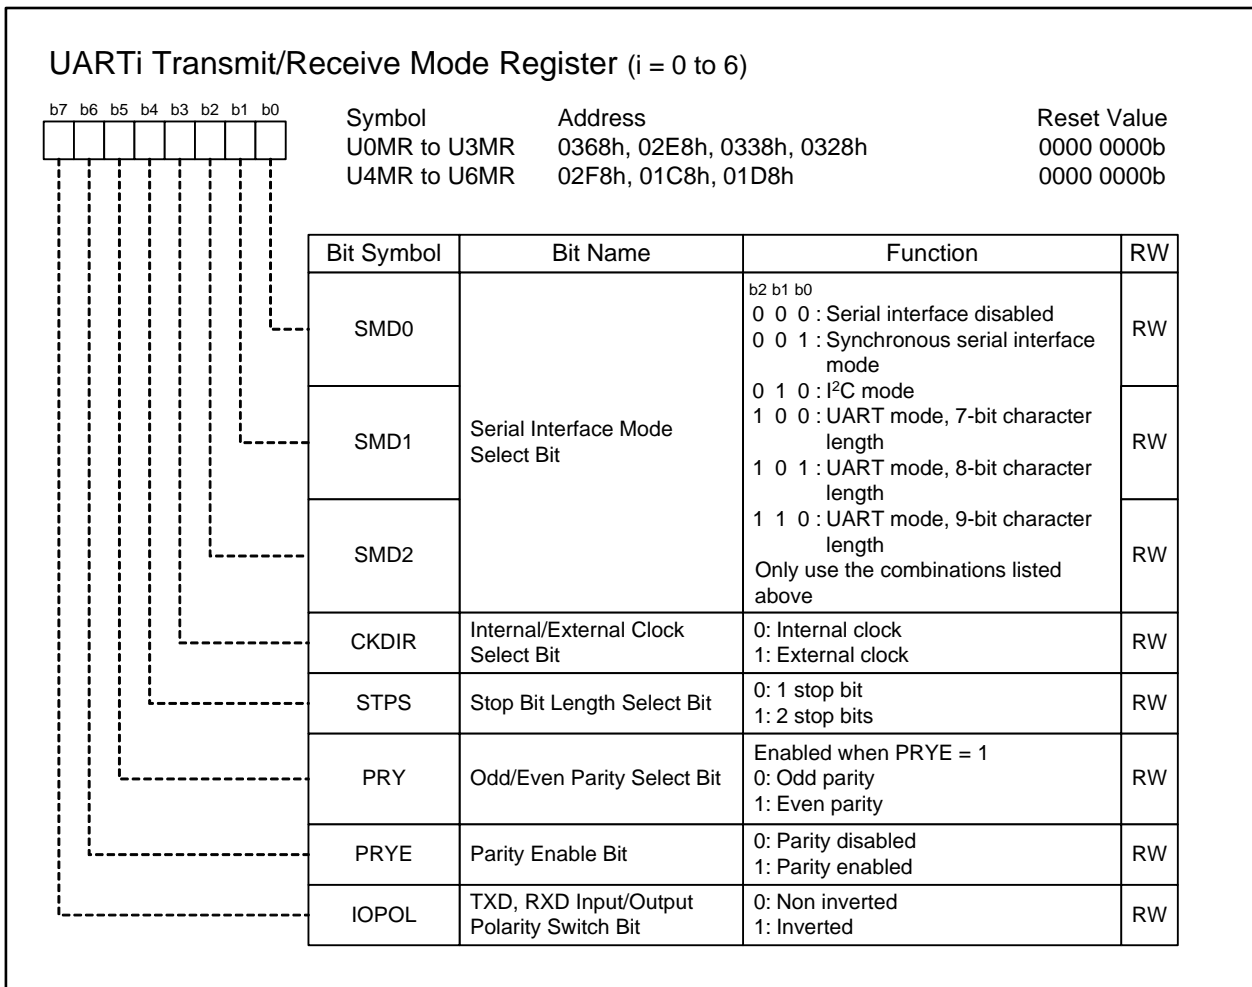 UARTi Transmit/Receive Mode Register (i = 0 to 6)
b7 b6 b5 b4 b3 b2 b1 b0
Symbol Address Reset Value
U0MR to U3MR 0368h, 02E8h, 0338h, 0328h 0000 0000b
U4MR to U6MR 02F8h, 01C8h, 01D8h 0000 0000b
Bit Symbol Bit Name Function RW
SMD0
SMD1
SMD2
Serial Interface Mode
Select Bit
b2 b1 b0
0 0 0 : Serial interface disabled
0 0 1 : Synchronous serial interface
mode
0 1 0 : I²C mode
1 0 0 : UART mode, 7-bit character
length
1 0 1 : UART mode, 8-bit character
length
1 1 0 : UART mode, 9-bit character
length
Only use the combinations listed
above
RW
RW
RW
CKDIR
Internal/External Clock
Select Bit
0: Internal clock
1: External clock
RW
STPS
Stop Bit Length Select Bit
0: 1 stop bit
1: 2 stop bits
RW
PRY
Odd/Even Parity Select Bit
Enabled when PRYE = 1
0: Odd parity
1: Even parity
RW
PRYE
Parity Enable Bit
0: Parity disabled
1: Parity enabled
RW
IOPOL
TXD, RXD Input/Output
Polarity Switch Bit
0: Non inverted
1: Inverted
RW